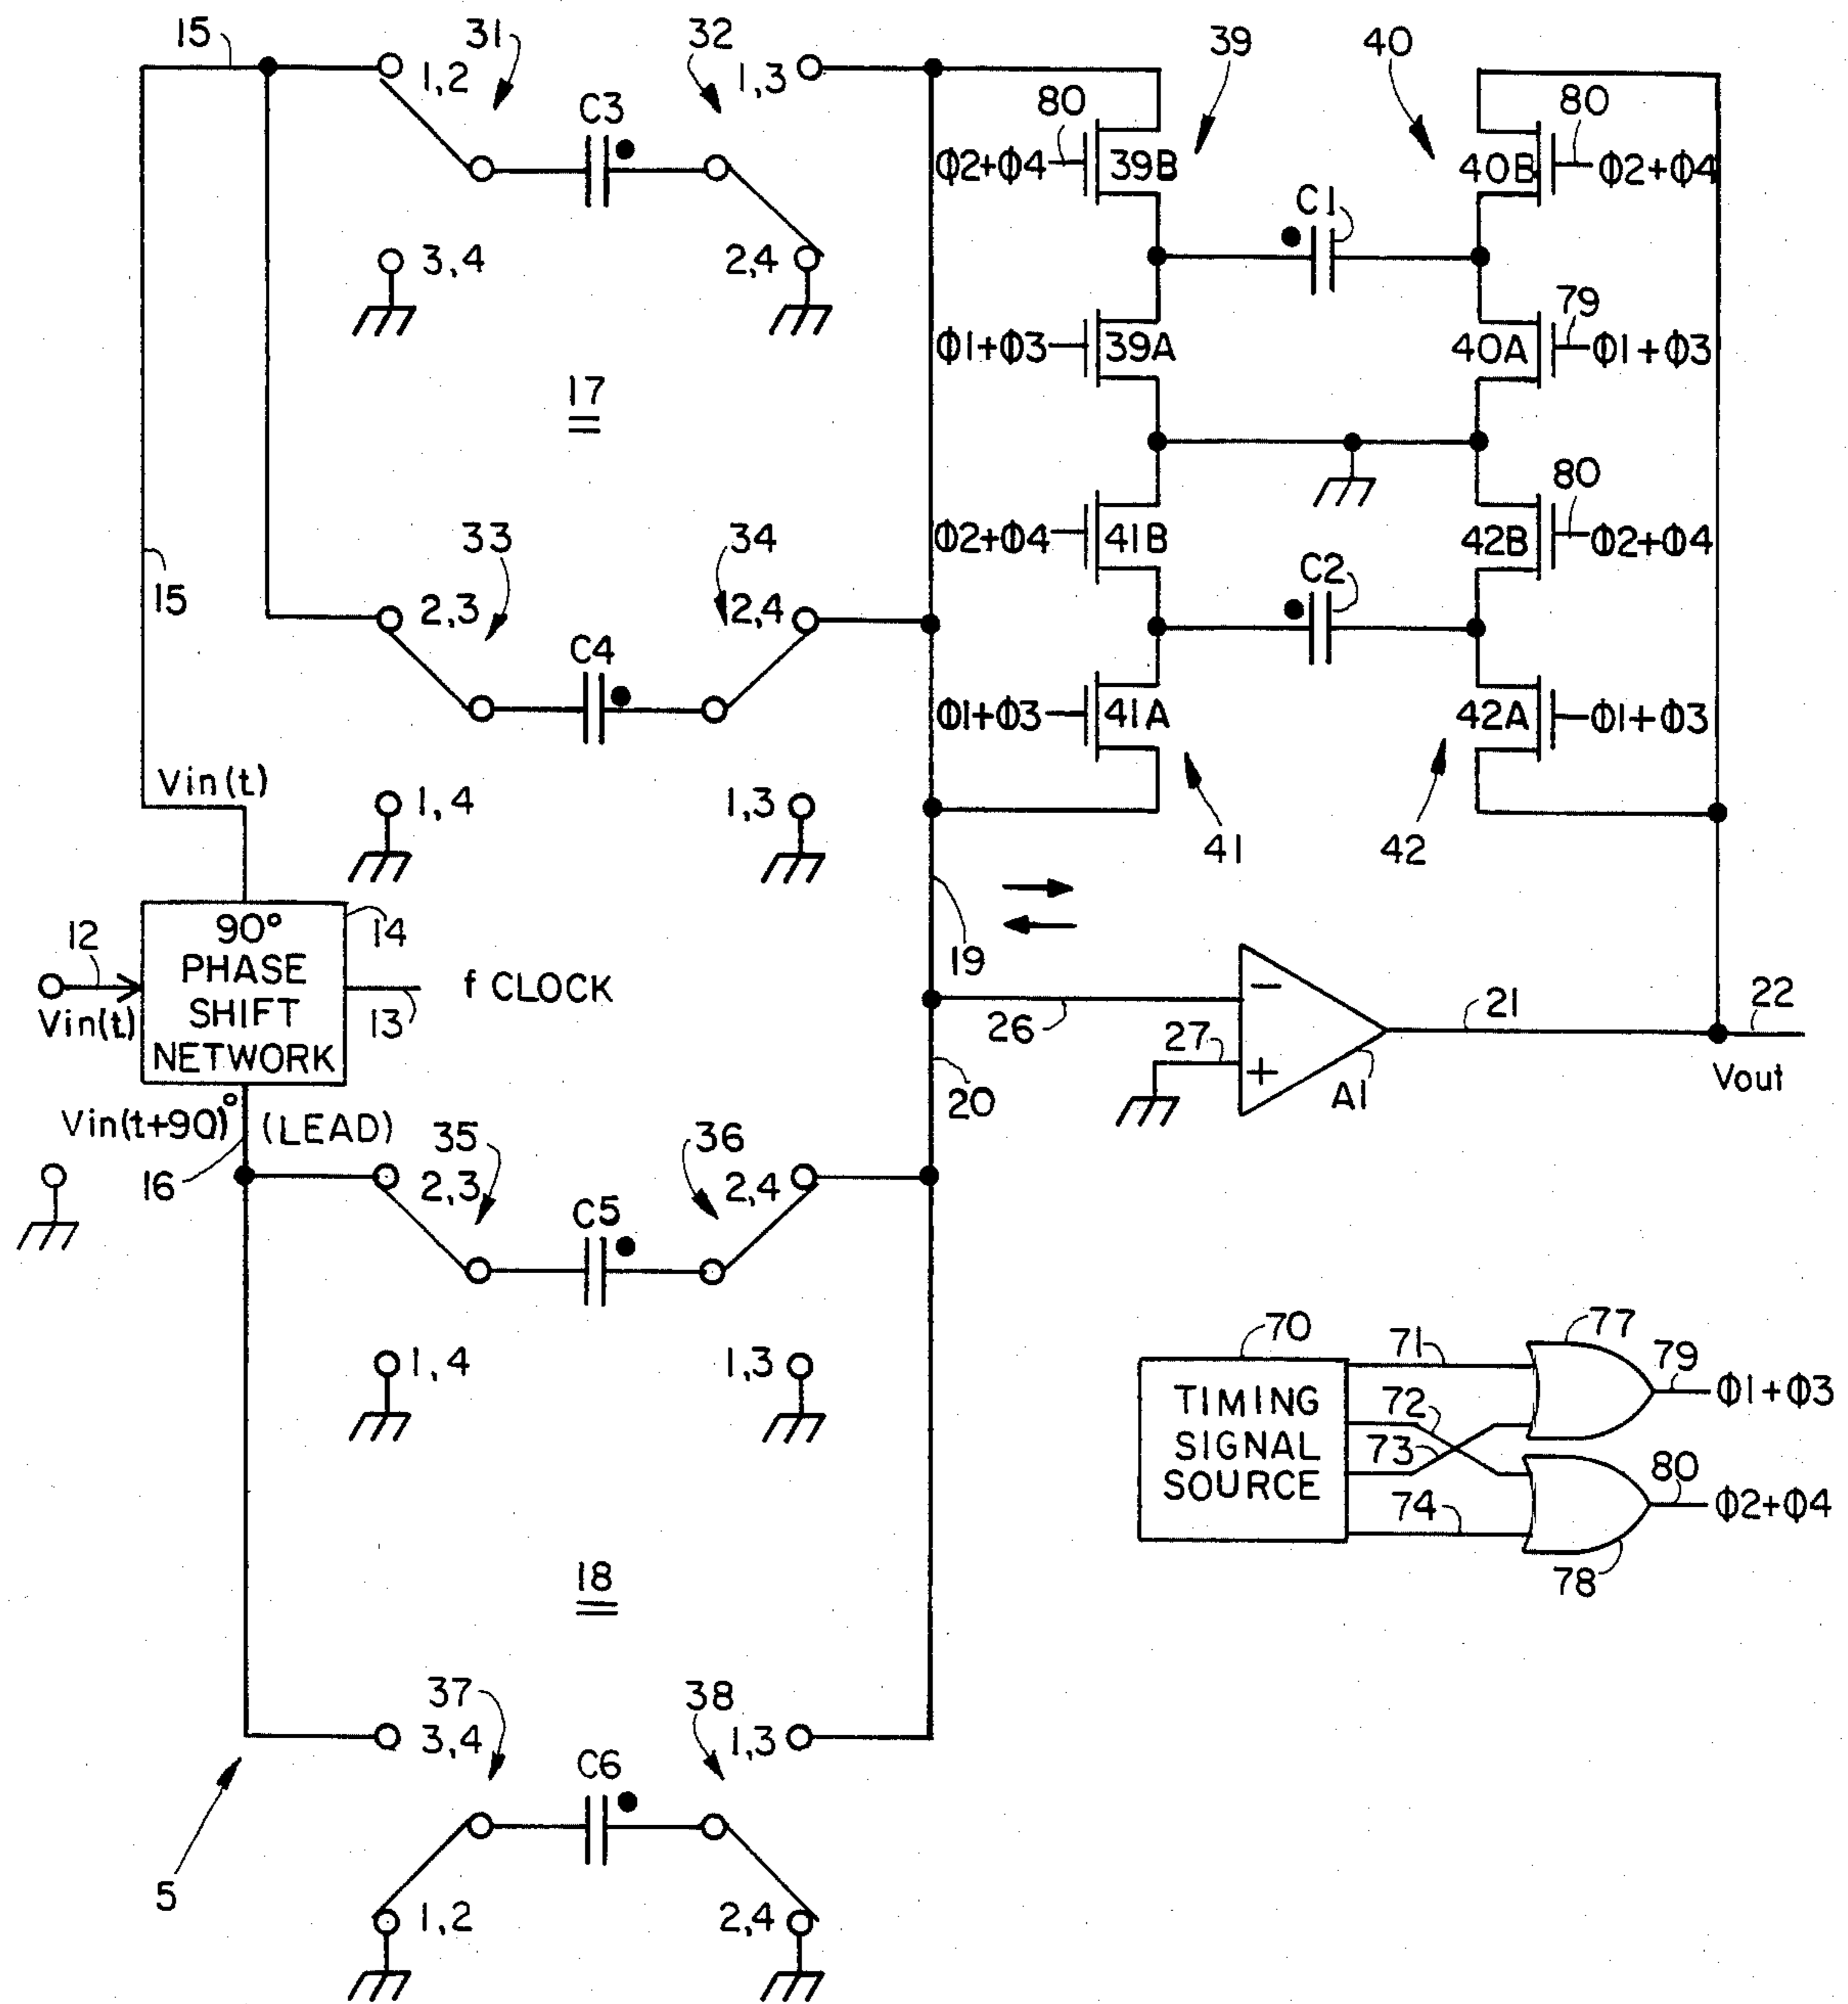 15
31
32
39
40
1,2
C3
1,3
80
Φ2+Φ4
39B
80
40B
Φ2+Φ4
C1
3,4
2,4
Φ1+Φ3
39A
79
40A
Φ1+Φ3
17
80
33
34
Φ2+Φ4
41B
42B
Φ2+Φ4
15
2,3
C4
2,4
C2
Φ1+Φ3
41A
42A
Φ1+Φ3
Vin(t)
1,4
1,3
41
42
12
Vin(t)
90°
PHASE
SHIFT
NETWORK
14
13
f CLOCK
19
26
−
27
+
A1
21
22
Vout
20
Vin(t+90)°
(LEAD)
16
35
36
2,3
C5
2,4
1,4
1,3
70
TIMING
SIGNAL
SOURCE
71
72
73
74
77
79
Φ1+Φ3
80
Φ2+Φ4
78
18
37
38
3,4
C6
1,3
5
1,2
2,4